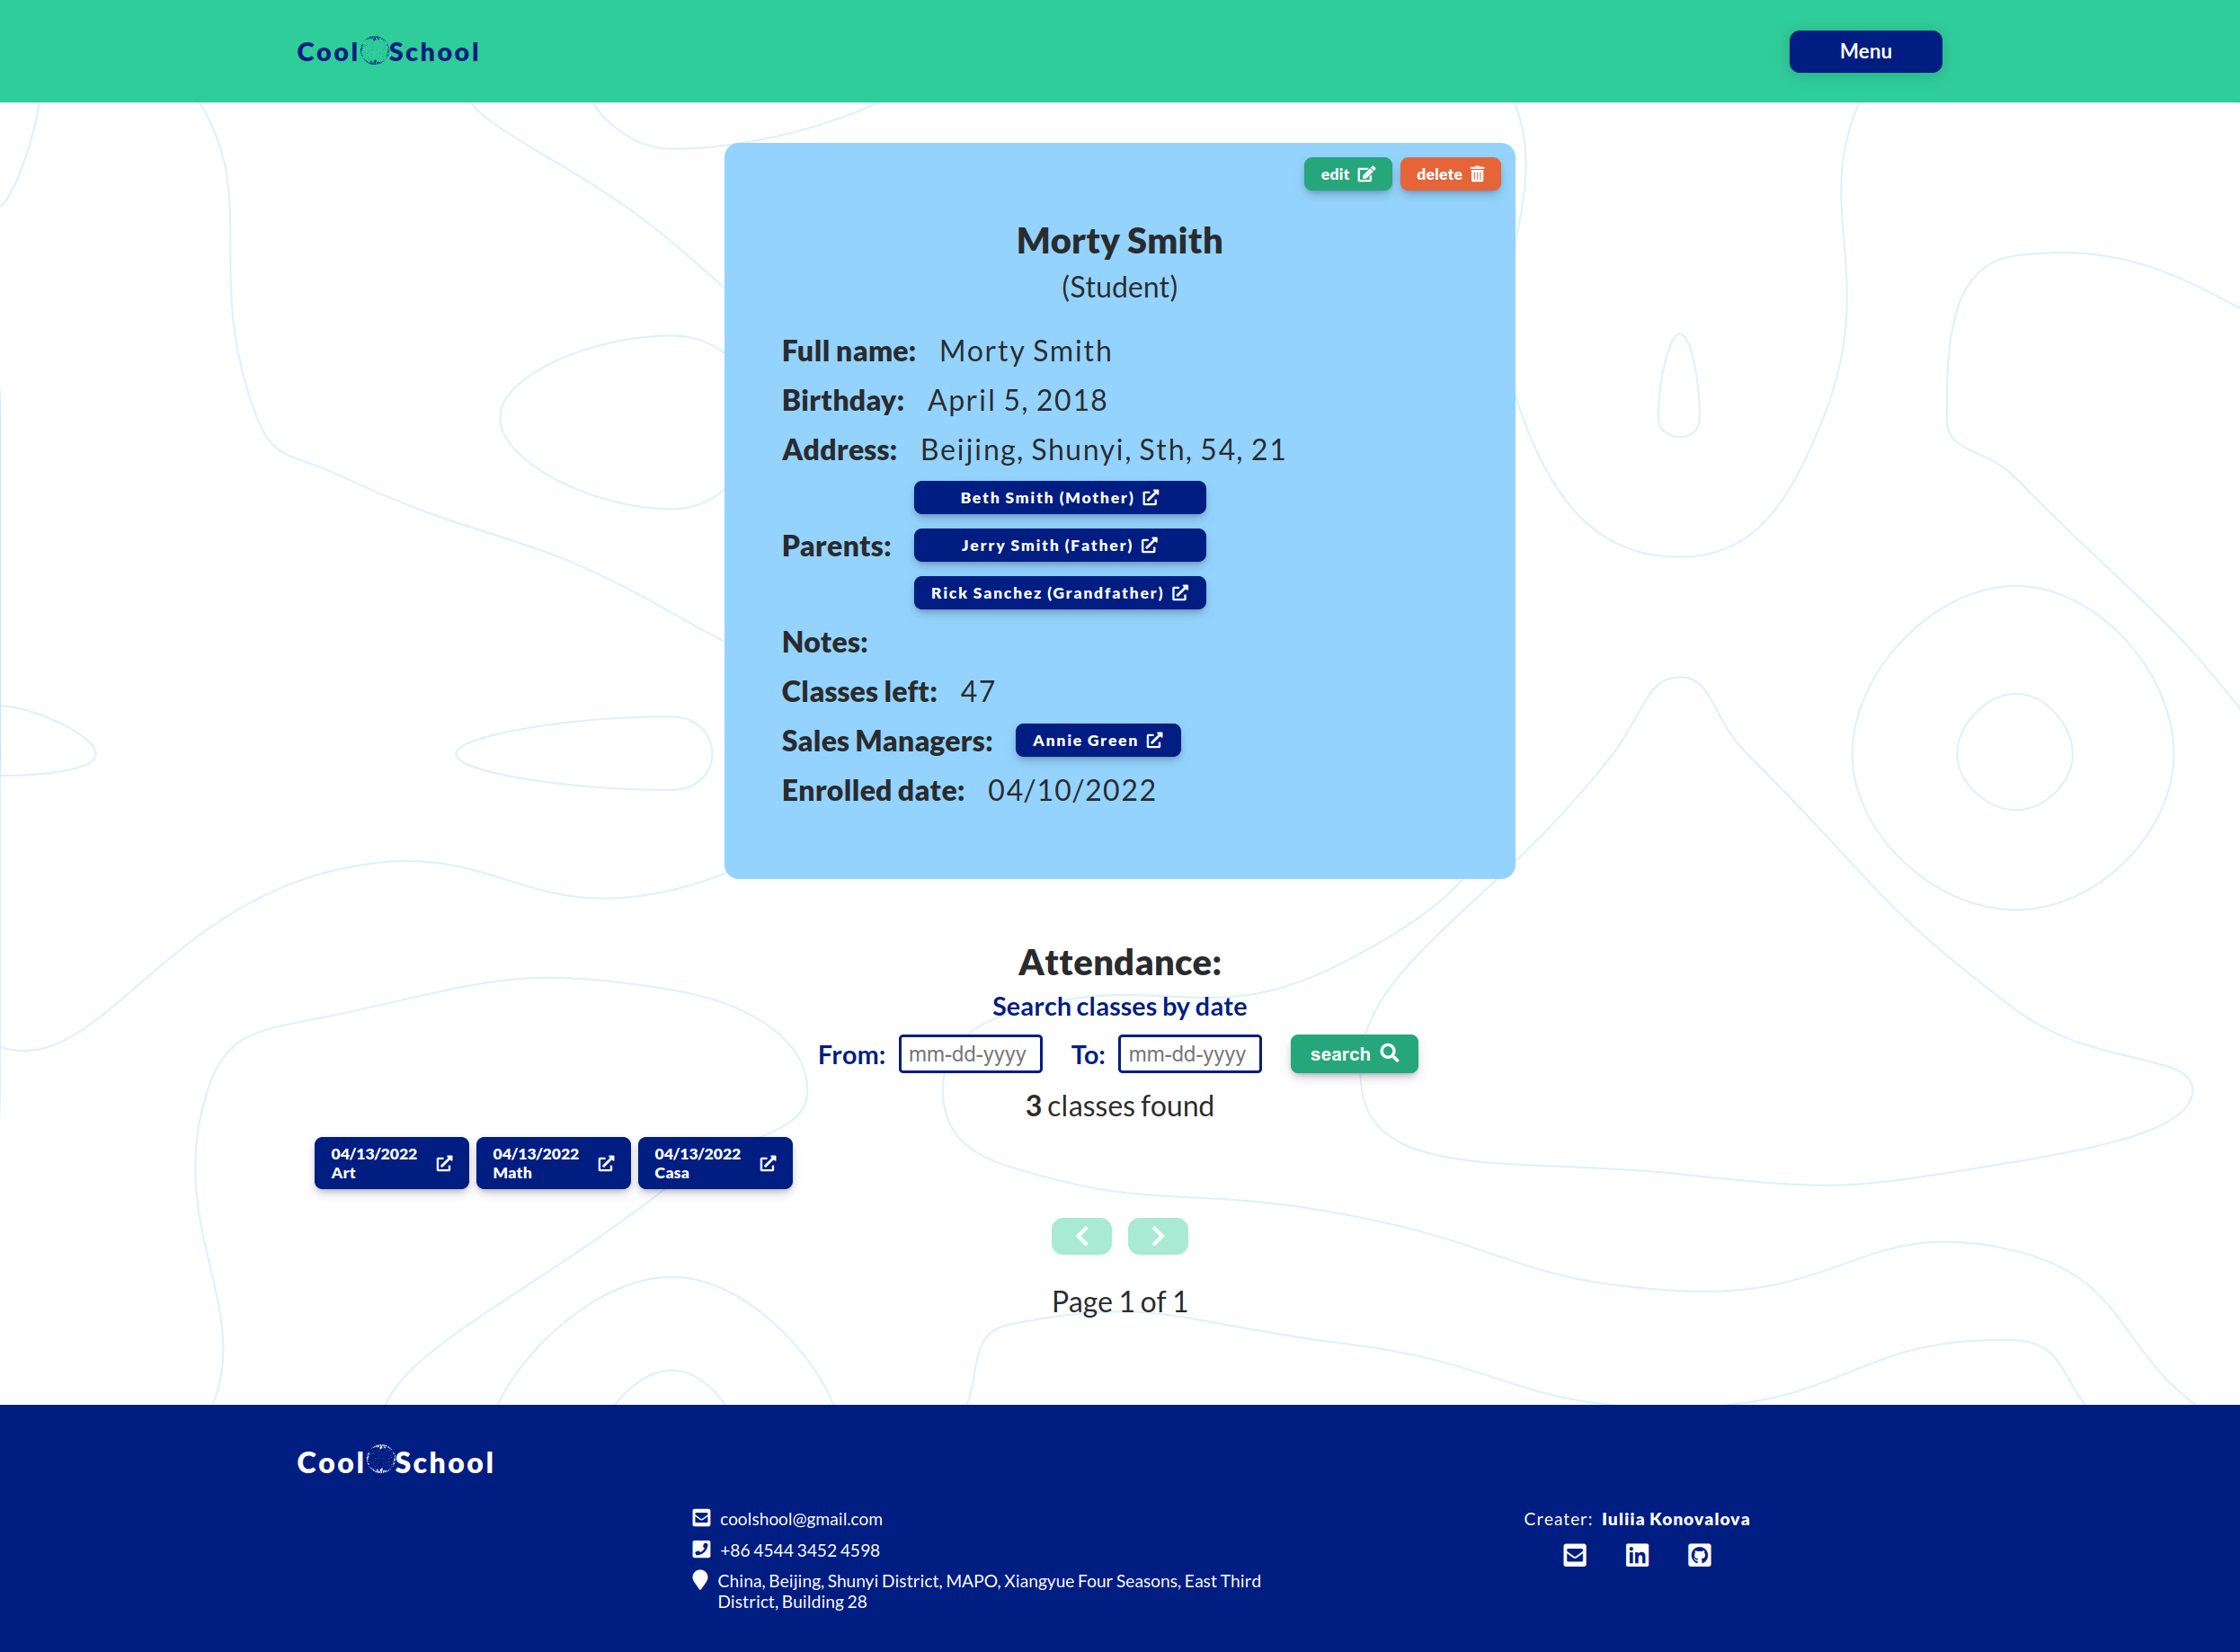 Cool School
Menu
edit
delete
Morty Smith
(Student)
Full name: Morty Smith
Birthday: April 5, 2018
Address: Beijing, Shunyi, Sth, 54, 21
Beth Smith (Mother)
Parents: Jerry Smith (Father)
Rick Sanchez (Grandfather)
Notes:
Classes left: 47
Sales Managers: Annie Green
Enrolled date: 04/10/2022
Attendance:
Search classes by date
From: mm-dd-yyyy To: mm-dd-yyyy search
3 classes found
04/13/2022
Art
04/13/2022
Math
04/13/2022
Casa
Page 1 of 1
Cool School
coolshool@gmail.com
+86 4544 3452 4598
China, Beijing, Shunyi District, MAPO, Xiangyue Four Seasons, East Third
District, Building 28
Creater: Iuliia Konovalova